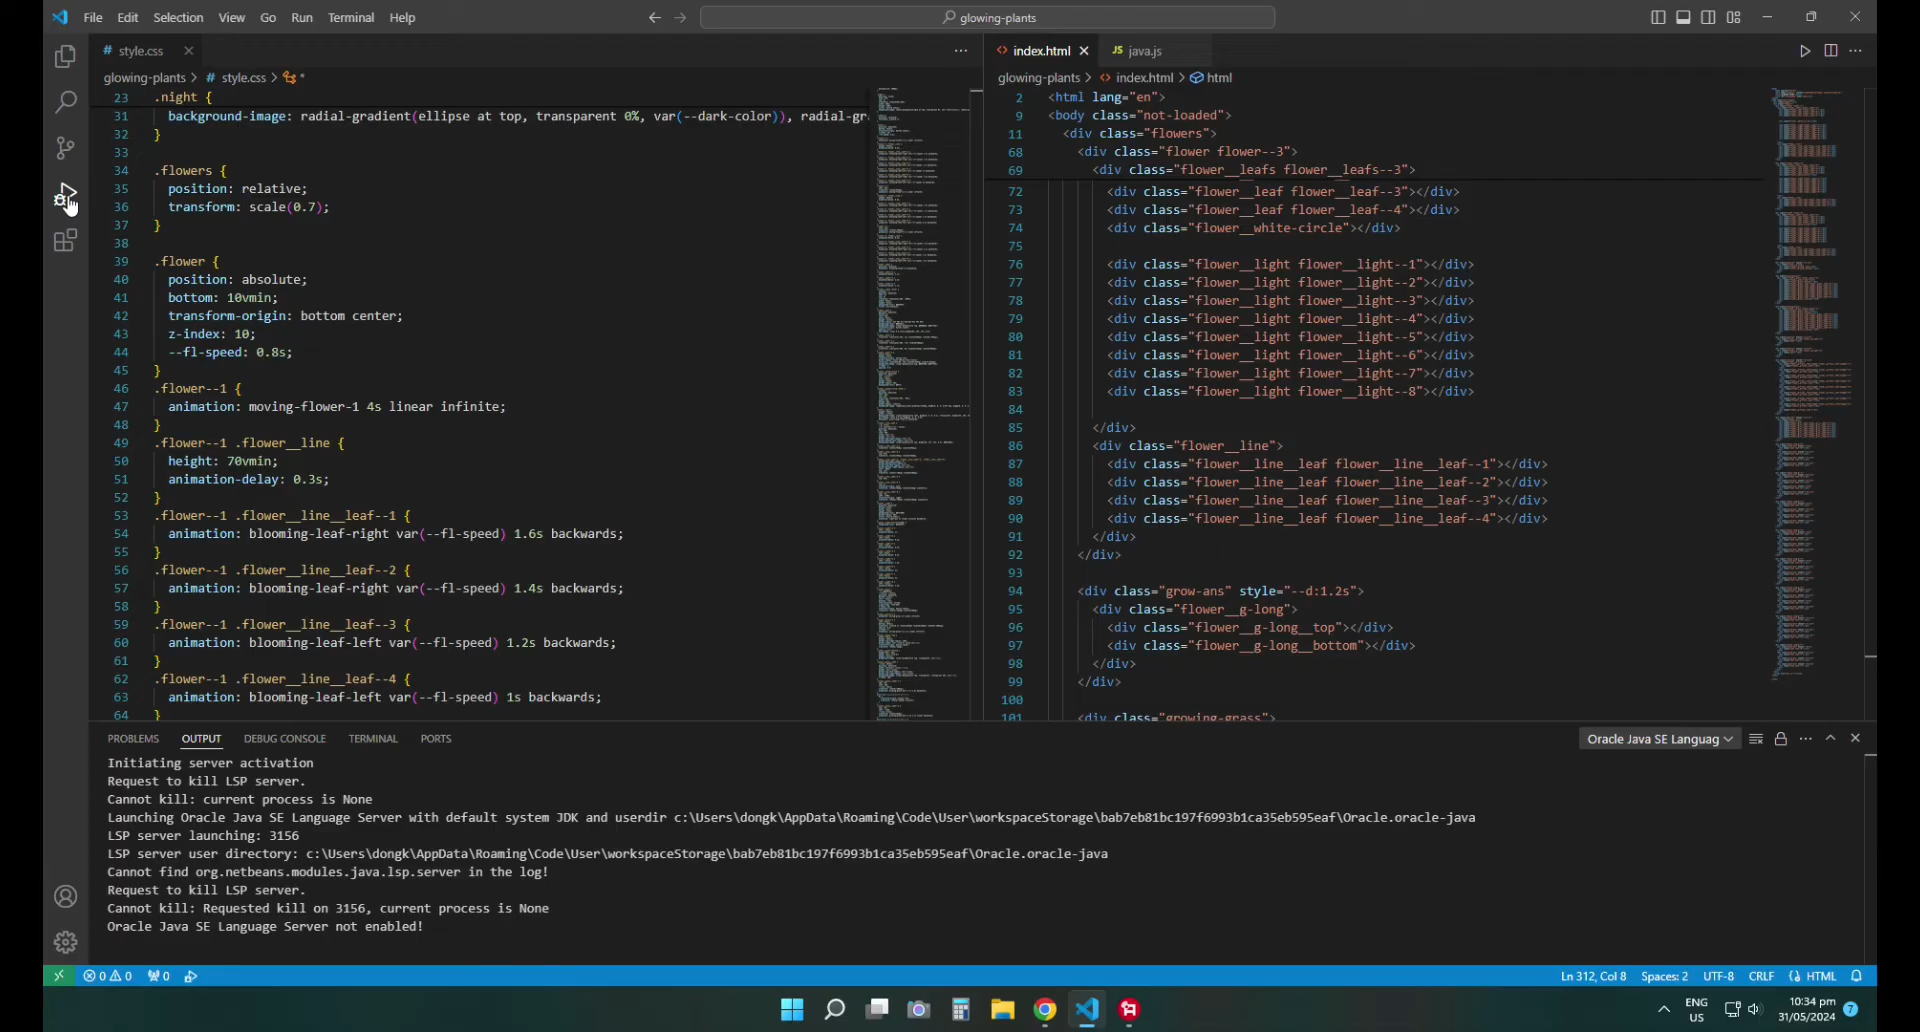 File Edit Selection View Go Run Terminal Help
glowing-plants
# style.css
glowing-plants > # style.css > *
23 .night {
31 background-image: radial-gradient(ellipse at top, transparent 0%, var(--dark-color)), radial-gr
32 }
33
34 .flowers {
35 position: relative;
36 transform: scale(0.7);
37 }
38
39 .flower {
40 position: absolute;
41 bottom: 10vmin;
42 transform-origin: bottom center;
43 z-index: 10;
44 --fl-speed: 0.8s;
45 }
46 .flower--1 {
47 animation: moving-flower-1 4s linear infinite;
48 }
49 .flower--1 .flower__line {
50 height: 70vmin;
51 animation-delay: 0.3s;
52 }
53 .flower--1 .flower__line__leaf--1 {
54 animation: blooming-leaf-right var(--fl-speed) 1.6s backwards;
55 }
56 .flower--1 .flower__line__leaf--2 {
57 animation: blooming-leaf-right var(--fl-speed) 1.4s backwards;
58 }
59 .flower--1 .flower__line__leaf--3 {
60 animation: blooming-leaf-left var(--fl-speed) 1.2s backwards;
61 }
62 .flower--1 .flower__line__leaf--4 {
63 animation: blooming-leaf-left var(--fl-speed) 1s backwards;
64 }
<> index.html
JS java.js
glowing-plants > <> index.html > html
2 <html lang="en">
9 <body class="not-loaded">
11 <div class="flowers">
68 <div class="flower flower--3">
69 <div class="flower__leafs flower__leafs--3">
72 <div class="flower__leaf flower__leaf--3"></div>
73 <div class="flower__leaf flower__leaf--4"></div>
74 <div class="flower__white-circle"></div>
75
76 <div class="flower__light flower__light--1"></div>
77 <div class="flower__light flower__light--2"></div>
78 <div class="flower__light flower__light--3"></div>
79 <div class="flower__light flower__light--4"></div>
80 <div class="flower__light flower__light--5"></div>
81 <div class="flower__light flower__light--6"></div>
82 <div class="flower__light flower__light--7"></div>
83 <div class="flower__light flower__light--8"></div>
84
85 </div>
86 <div class="flower__line">
87 <div class="flower__line__leaf flower__line__leaf--1"></div>
88 <div class="flower__line__leaf flower__line__leaf--2"></div>
89 <div class="flower__line__leaf flower__line__leaf--3"></div>
90 <div class="flower__line__leaf flower__line__leaf--4"></div>
91 </div>
92 </div>
93
94 <div class="grow-ans" style="--d:1.2s">
95 <div class="flower__g-long">
96 <div class="flower__g-long__top"></div>
97 <div class="flower__g-long__bottom"></div>
98 </div>
99 </div>
100
101 <div class="growing-grass">
PROBLEMS OUTPUT DEBUG CONSOLE TERMINAL PORTS
Oracle Java SE Languag
Initiating server activation
Request to kill LSP server.
Cannot kill: current process is None
Launching Oracle Java SE Language Server with default system JDK and userdir c:\Users\dongk\AppData\Roaming\Code\User\workspaceStorage\bab7eb81bc197f6993b1ca35eb595eaf\Oracle.oracle-java
LSP server launching: 3156
LSP server user directory: c:\Users\dongk\AppData\Roaming\Code\User\workspaceStorage\bab7eb81bc197f6993b1ca35eb595eaf\Oracle.oracle-java
Cannot find org.netbeans.modules.java.lsp.server in the log!
Request to kill LSP server.
Cannot kill: Requested kill on 3156, current process is None
Oracle Java SE Language Server not enabled!
0 0 0
Ln 312, Col 8 Spaces: 2 UTF-8 CRLF HTML
ENG
US
10:34 pm
31/05/2024
7